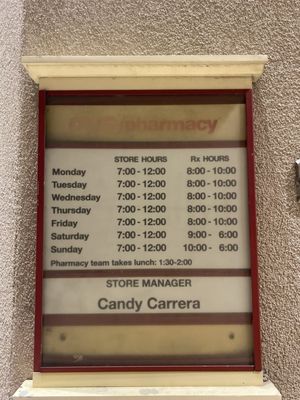 CVS/pharmacy
STORE HOURS Rx HOURS
Monday 7:00 - 12:00 8:00 - 10:00
Tuesday 7:00 - 12:00 8:00 - 10:00
Wednesday 7:00 - 12:00 8:00 - 10:00
Thursday 7:00 - 12:00 8:00 - 10:00
Friday 7:00 - 12:00 8:00 - 10:00
Saturday 7:00 - 12:00 9:00 - 6:00
Sunday 7:00 - 12:00 10:00 - 6:00
Pharmacy team takes lunch: 1:30-2:00
STORE MANAGER
Candy Carrera